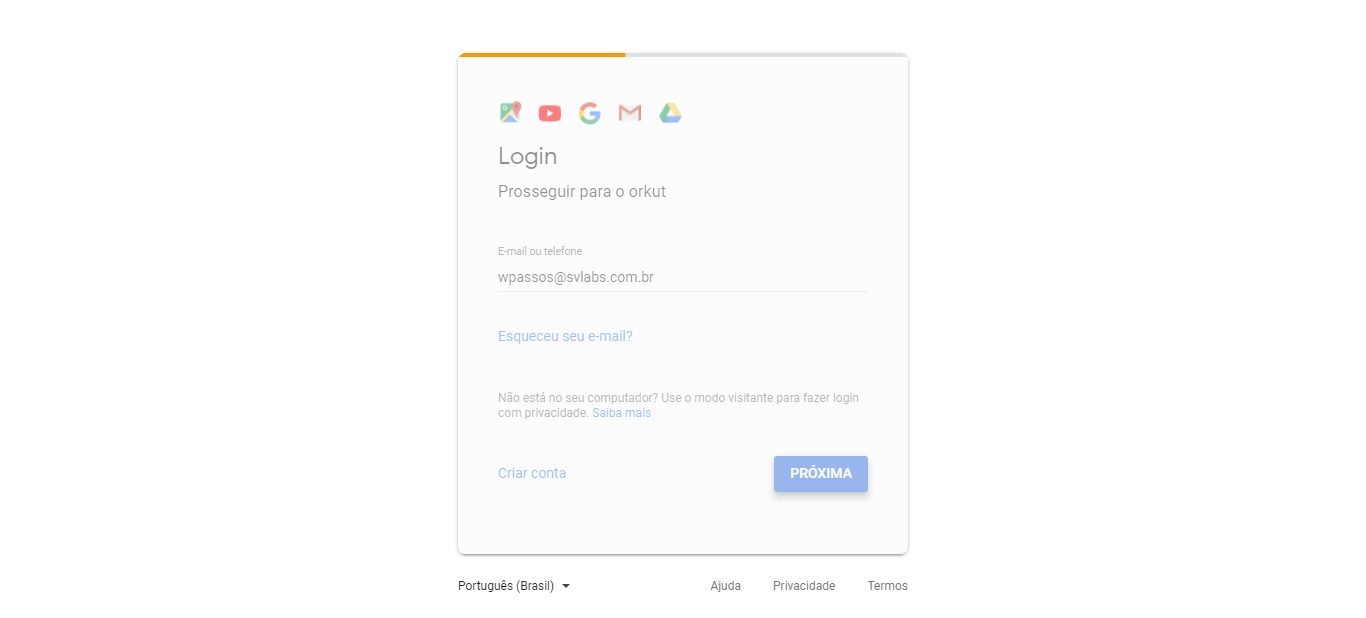 Login
Prosseguir para o orkut
E-mail ou telefone
wpassos@svlabs.com.br
Esqueceu seu e-mail?
Não está no seu computador? Use o modo visitante para fazer login
com privacidade. Saiba mais
Criar conta
PRÓXIMA
Português (Brasil)
Ajuda
Privacidade
Termos